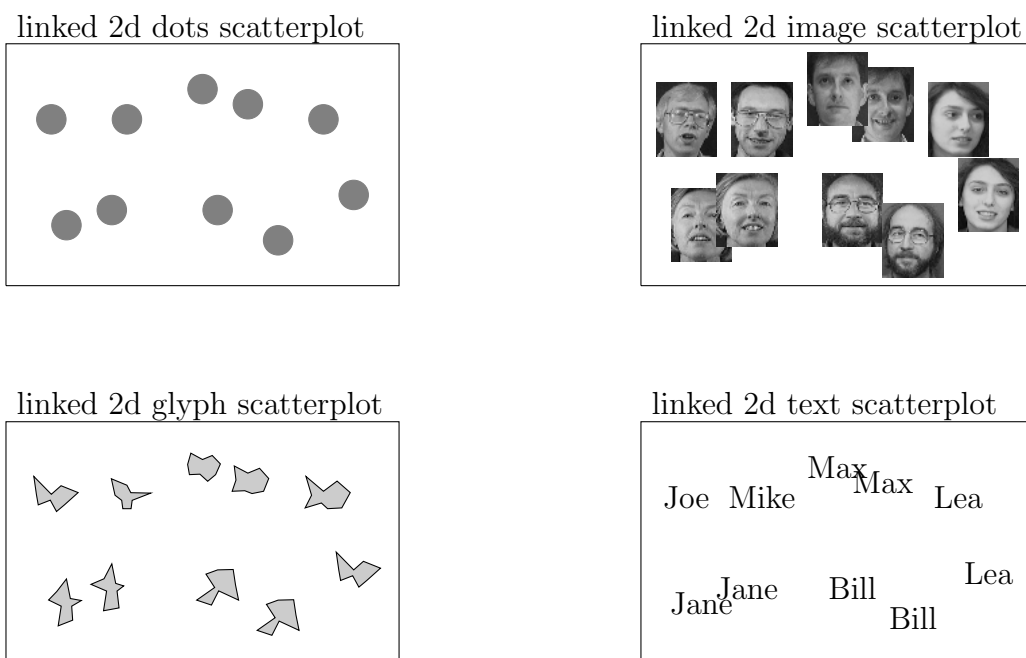 linked 2d dots scatterplot
linked 2d image scatterplot
linked 2d glyph scatterplot
linked 2d text scatterplot
Max
Max
Joe Mike Lea
Lea
Jane Bill
Jane
Bill